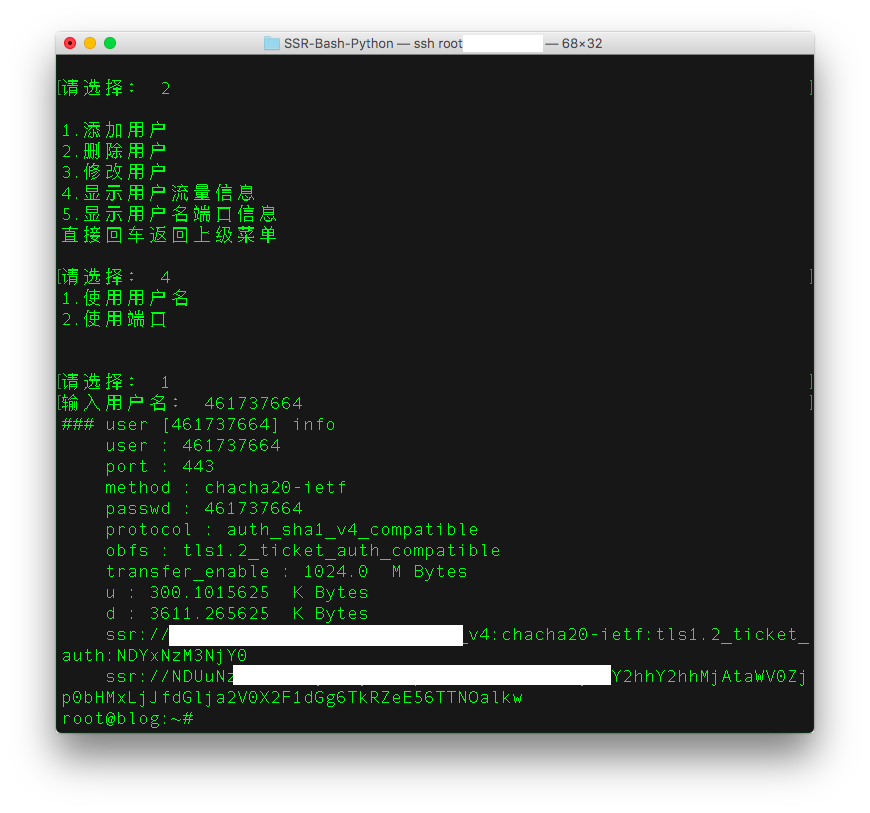 SSR-Bash-Python — ssh root — 68×32
[请选择： 2 ]
1.添加用户
2.删除用户
3.修改用户
4.显示用户流量信息
5.显示用户名端口信息
直接回车返回上级菜单
[请选择： 4 ]
1.使用用户名
2.使用端口
[请选择： 1 ]
[输入用户名： 461737664 ]
### user [461737664] info
user : 461737664
port : 443
method : chacha20-ietf
passwd : 461737664
protocol : auth_sha1_v4_compatible
obfs : tls1.2_ticket_auth_compatible
transfer_enable : 1024.0 M Bytes
u : 300.1015625 K Bytes
d : 3611.265625 K Bytes
ssr://_v4:chacha20-ietf:tls1.2_ticket_
auth:NDYxNzM3NjY0
ssr://NDUuNz Y2hhY2hhMjAtaWV0Zj
p0bHMxLjJfdGlja2V0X2F1dGg6TkRZeE56TTNOalkw
root@blog:~#